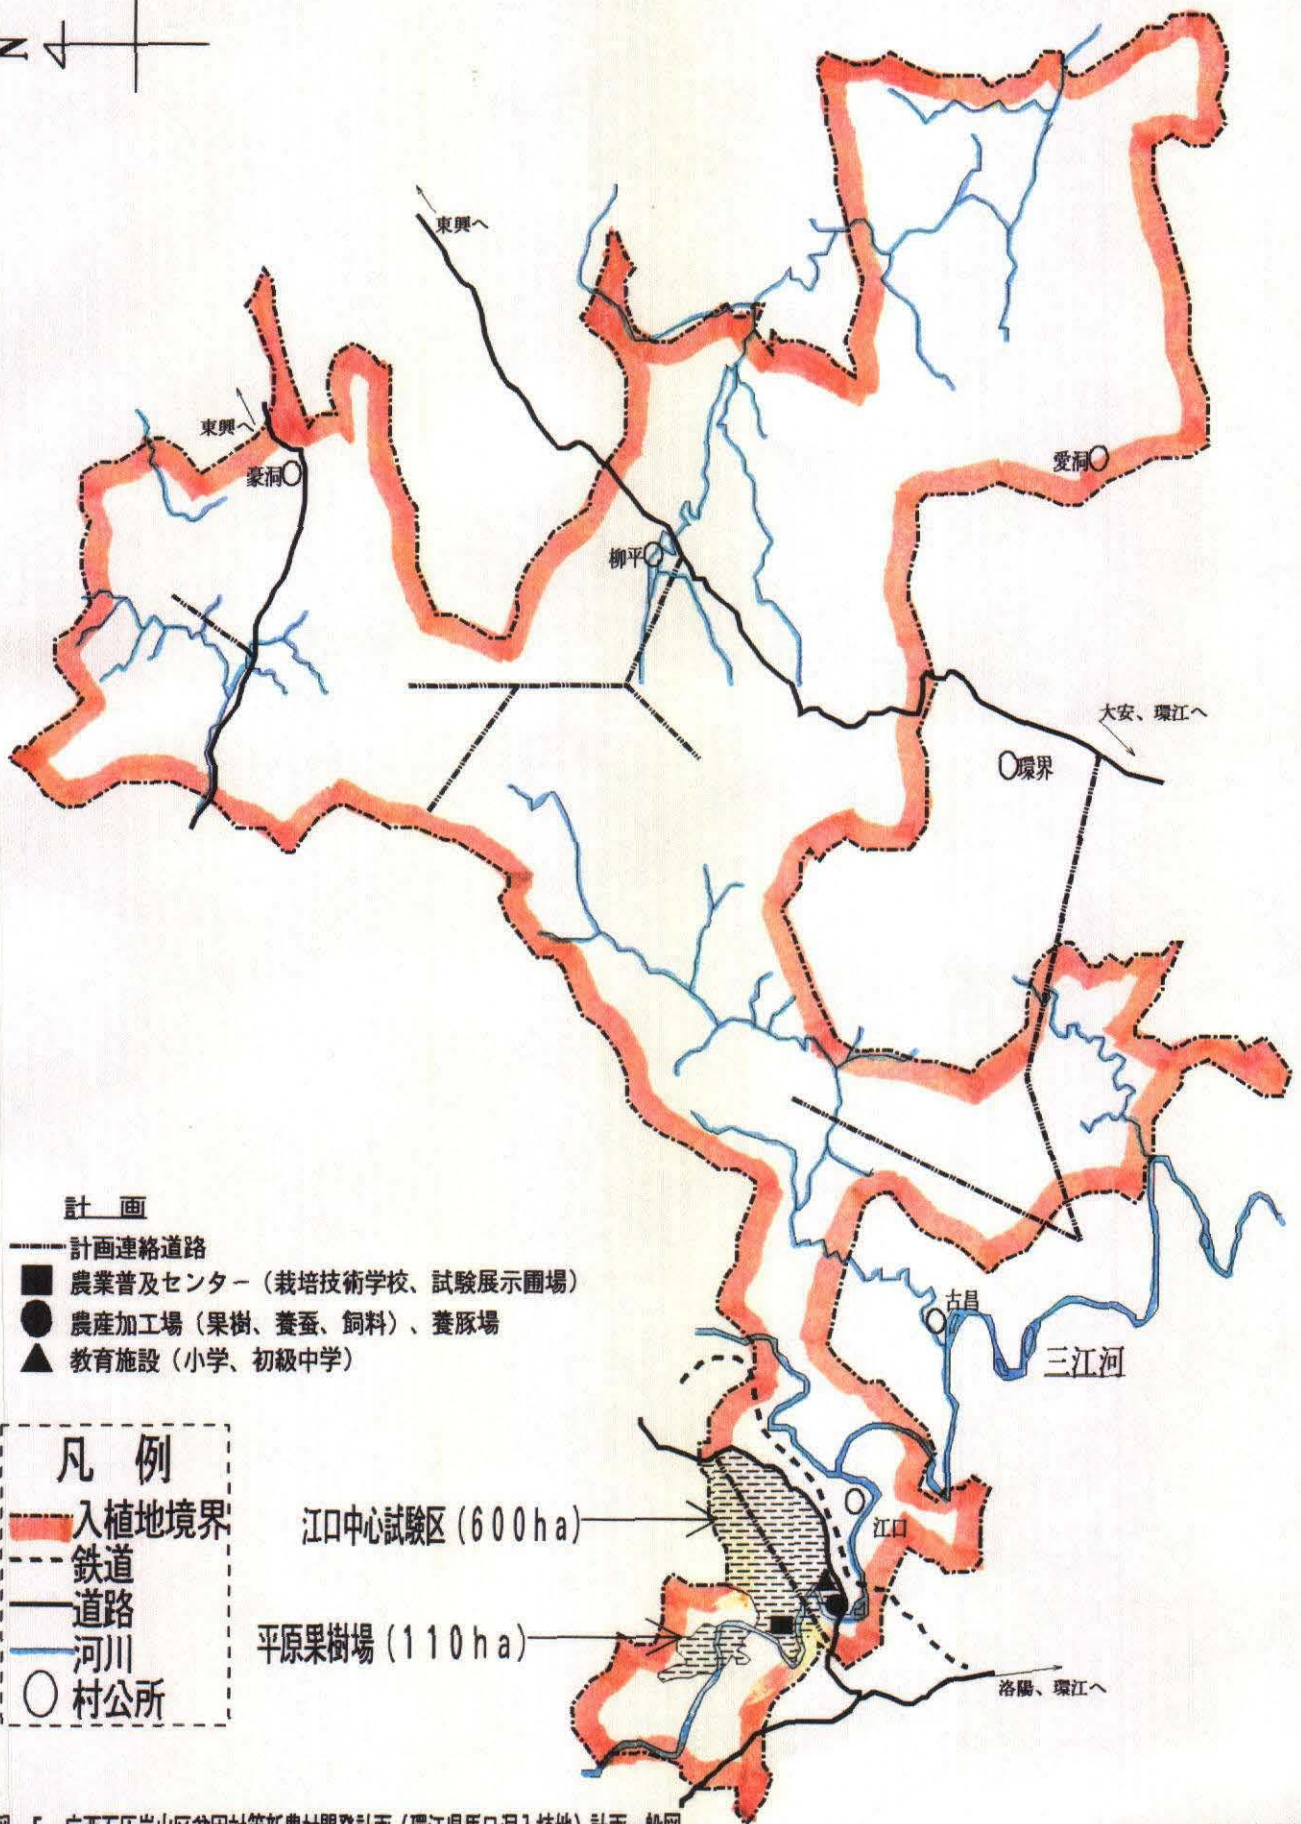 N
東興へ
東興へ
豪洞
愛洞
柳平
大安、環江へ
環界
計 画
計画連絡道路
農業普及センター(栽培技術学校、試験展示圃場)
農産加工場(果樹、養蚕、飼料)、養豚場
教育施設(小学、初級中学)
古昌
三江河
凡 例
入植地境界
鉄道
道路
河川
村公所
江口中心試験区(600ha)
江口
平原果樹場(110ha)
洛陽、環江へ